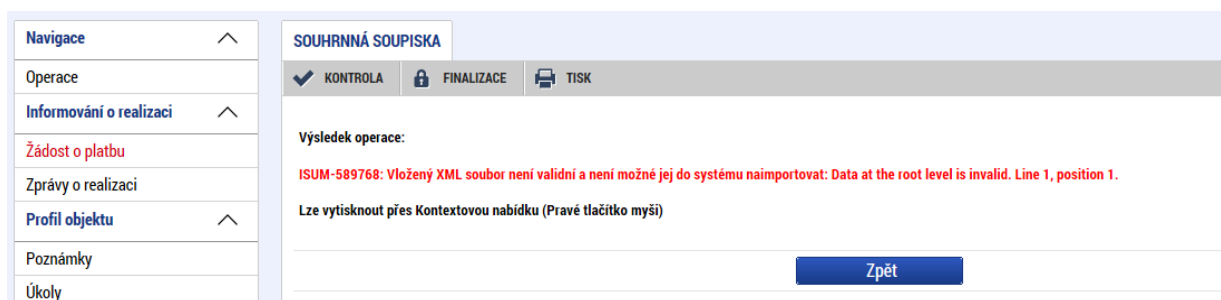 Navigace
Operace
Informování o realizaci
Žádost o platbu
Zprávy o realizaci
Profil objektu
Poznámky
Úkoly
SOUHRNNÁ SOUPISKA
KONTROLA FINALIZACE TISK
Výsledek operace:
ISUM-589768: Vložený XML soubor není validní a není možné jej do systému naimportovat: Data at the root level is invalid. Line 1, position 1.
Lze vytisknout přes Kontextovou nabídku (Pravé tlačítko myši)
Zpět